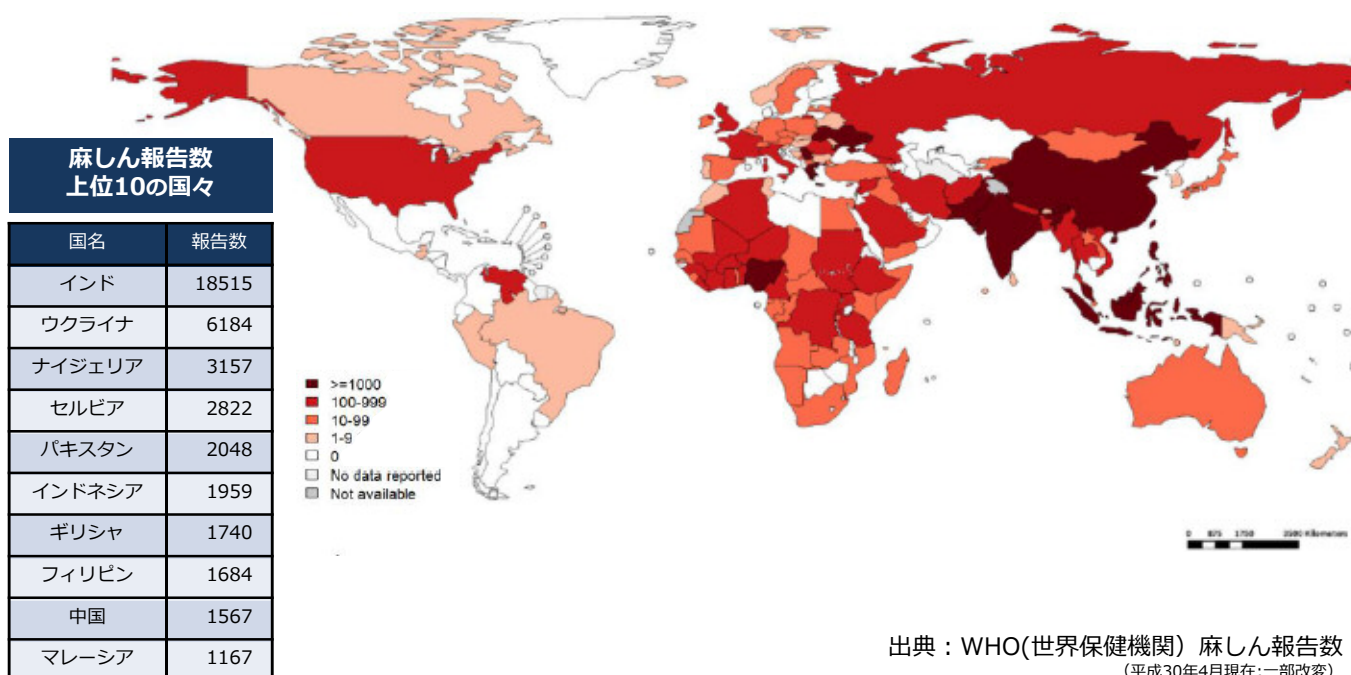 麻しん報告数
上位10の国々
国名 報告数
インド 18515
ウクライナ 6184
ナイジェリア 3157
セルビア 2822
パキスタン 2048
インドネシア 1959
ギリシャ 1740
フィリピン 1684
中国 1567
マレーシア 1167
>=1000
100-999
10-99
1-9
0
No data reported
Not available
0 875 1750 3500 Kilometers
出典：WHO(世界保健機関）麻しん報告数
（平成30年4月現在:一部改変）